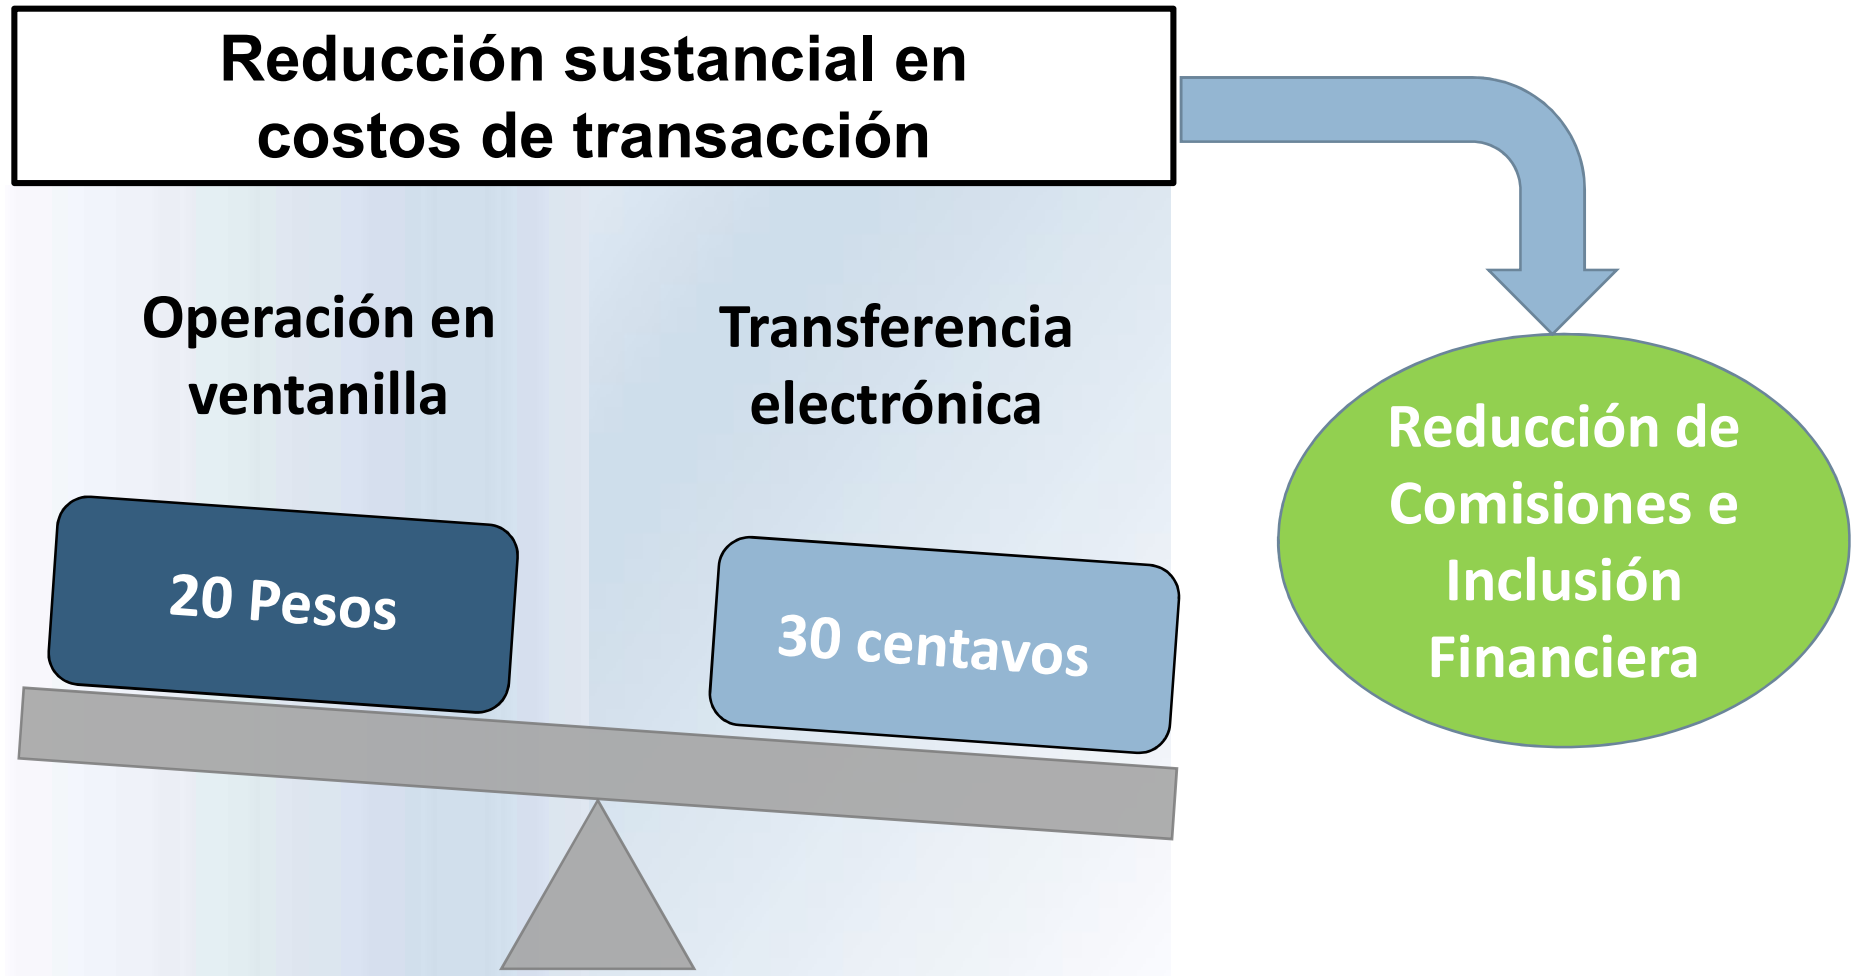 Reducción sustancial en
costos de transacción
Operación en
ventanilla
Transferencia
electrónica
20 Pesos
30 centavos
Reducción de
Comisiones e
Inclusión
Financiera